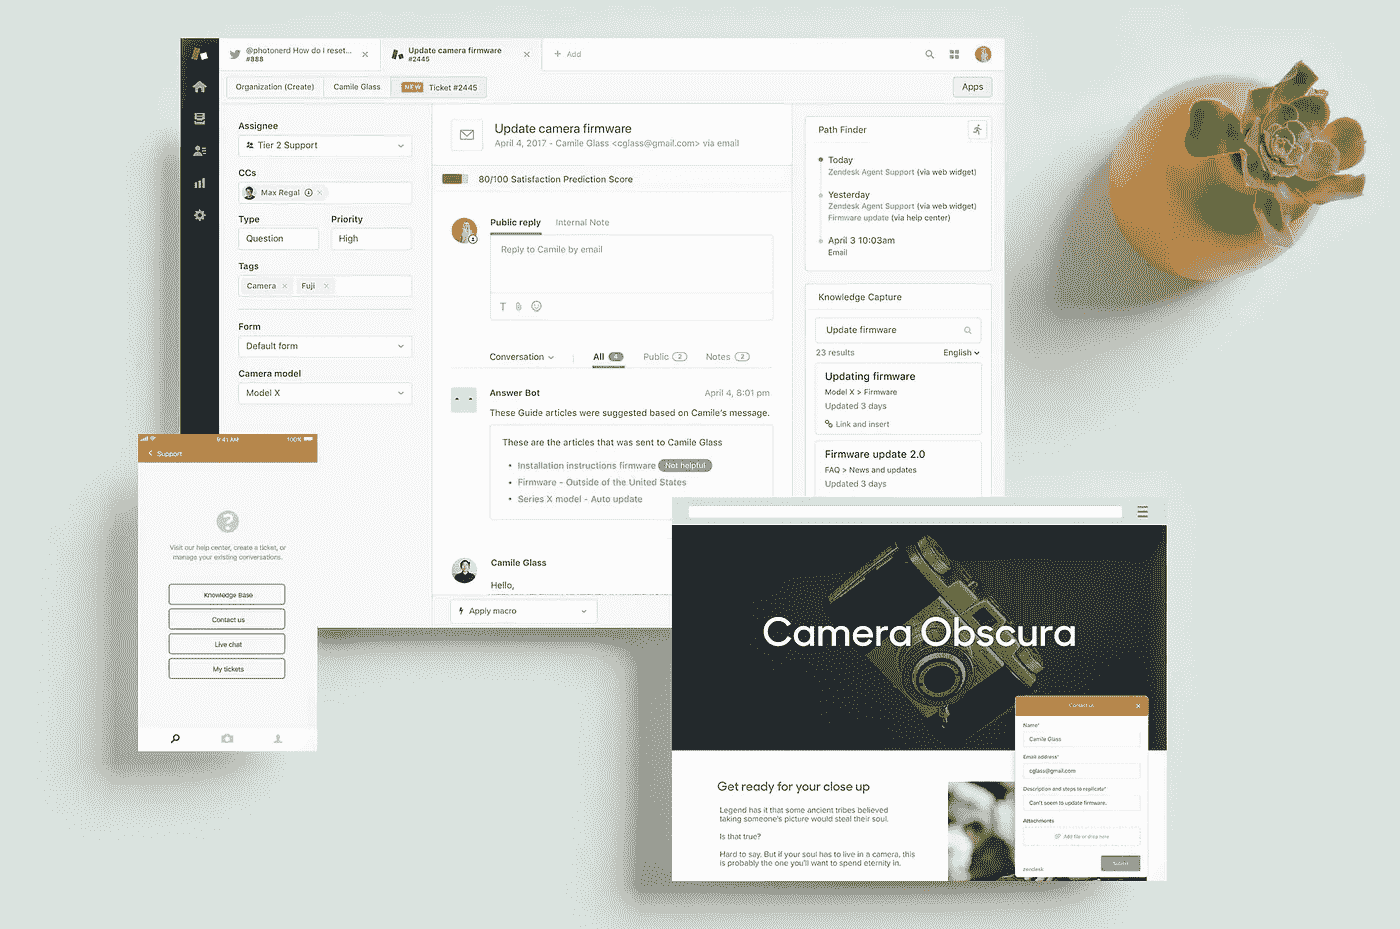 @photonerd How do i reset...
#888
Update camera firmware
#2445
+ Add
Organization (Create)
Camile Glass
NEW Ticket #2445
Apps
Assignee
Tier 2 Support
CCs
Max Regal
Type
Priority
Question
High
Tags
Camera
Fuji
Form
Default form
Camera model
Model X
Update camera firmware
April 4, 2017 - Camile Glass <cglass@gmail.com> via email
80/100 Satisfaction Prediction Score
Public reply
Internal Note
Reply to Camile by email
T
Conversation
All 4
Public 2
Notes 2
Answer Bot
April 4, 8:01 pm
These Guide articles were suggested based on Camile's message.
These are the articles that was sent to Camile Glass
• Installation instructions firmware Not helpful
• Firmware - Outside of the United States
• Series X model - Auto update
Camile Glass
Hello,
Apply macro
Path Finder
Today
Zendesk Agent Support (via web widget)
Yesterday
Zendesk Agent Support (via web widget)
Firmware update (via help center)
April 3 10:03am
Email
Knowledge Capture
Update firmware
23 results
English
Updating firmware
Model X > Firmware
Updated 3 days
Link and insert
Firmware update 2.0
FAQ > News and updates
Updated 3 days
9:41 AM
100%
Support
Visit our help center, create a ticket, or
manage your existing conversations.
Knowledge Base
Contact us
Live chat
My tickets
Camera Obscura
Get ready for your close up
Legend has it that some ancient tribes believed
taking someone's picture would steal their soul.
Is that true?
Hard to say. But if your soul has to live in a camera, this
is probably the one you'll want to spend eternity in.
Contact us
Name*
Camile Glass
Email address*
cglass@gmail.com
Description and steps to replicate*
Can't seem to update firmware.
Attachments
Add file or drop here
Submit
zendesk